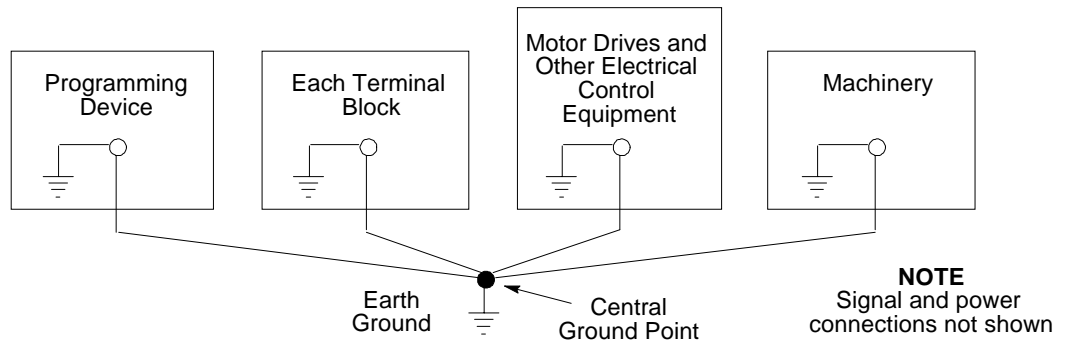 Programming
Device
Each Terminal
Block
Motor Drives and
Other Electrical
Control
Equipment
Machinery
Earth
Ground
Central
Ground Point
NOTE
Signal and power
connections not shown